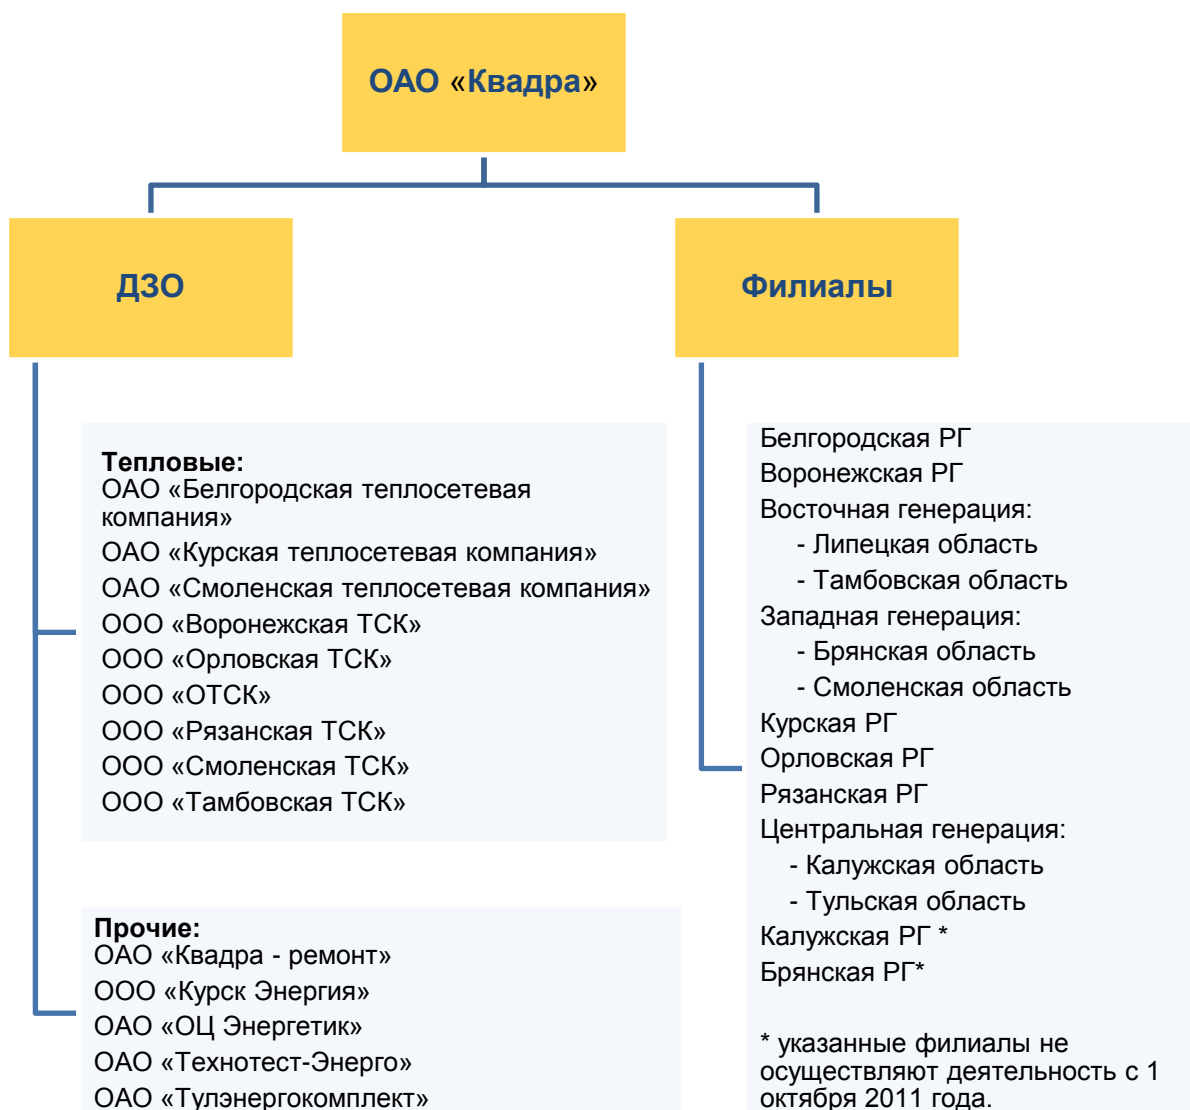 ОАО «Квадра»
ДЗО
Филиалы
Тепловые:
ОАО «Белгородская теплосетевая
компания»
ОАО «Курская теплосетевая компания»
ОАО «Смоленская теплосетевая компания»
ООО «Воронежская ТСК»
ООО «Орловская ТСК»
ООО «ОТСК»
ООО «Рязанская ТСК»
ООО «Смоленская ТСК»
ООО «Тамбовская ТСК»
Прочие:
ОАО «Квадра - ремонт»
ООО «Курск Энергия»
ОАО «ОЦ Энергетик»
ОАО «Технотест-Энерго»
ОАО «Тулэнергокомплект»
Белгородская РГ
Воронежская РГ
Восточная генерация:
- Липецкая область
- Тамбовская область
Западная генерация:
- Брянская область
- Смоленская область
Курская РГ
Орловская РГ
Рязанская РГ
Центральная генерация:
- Калужская область
- Тульская область
Калужская РГ *
Брянская РГ*
* указанные филиалы не
осуществляют деятельность с 1
октября 2011 года.